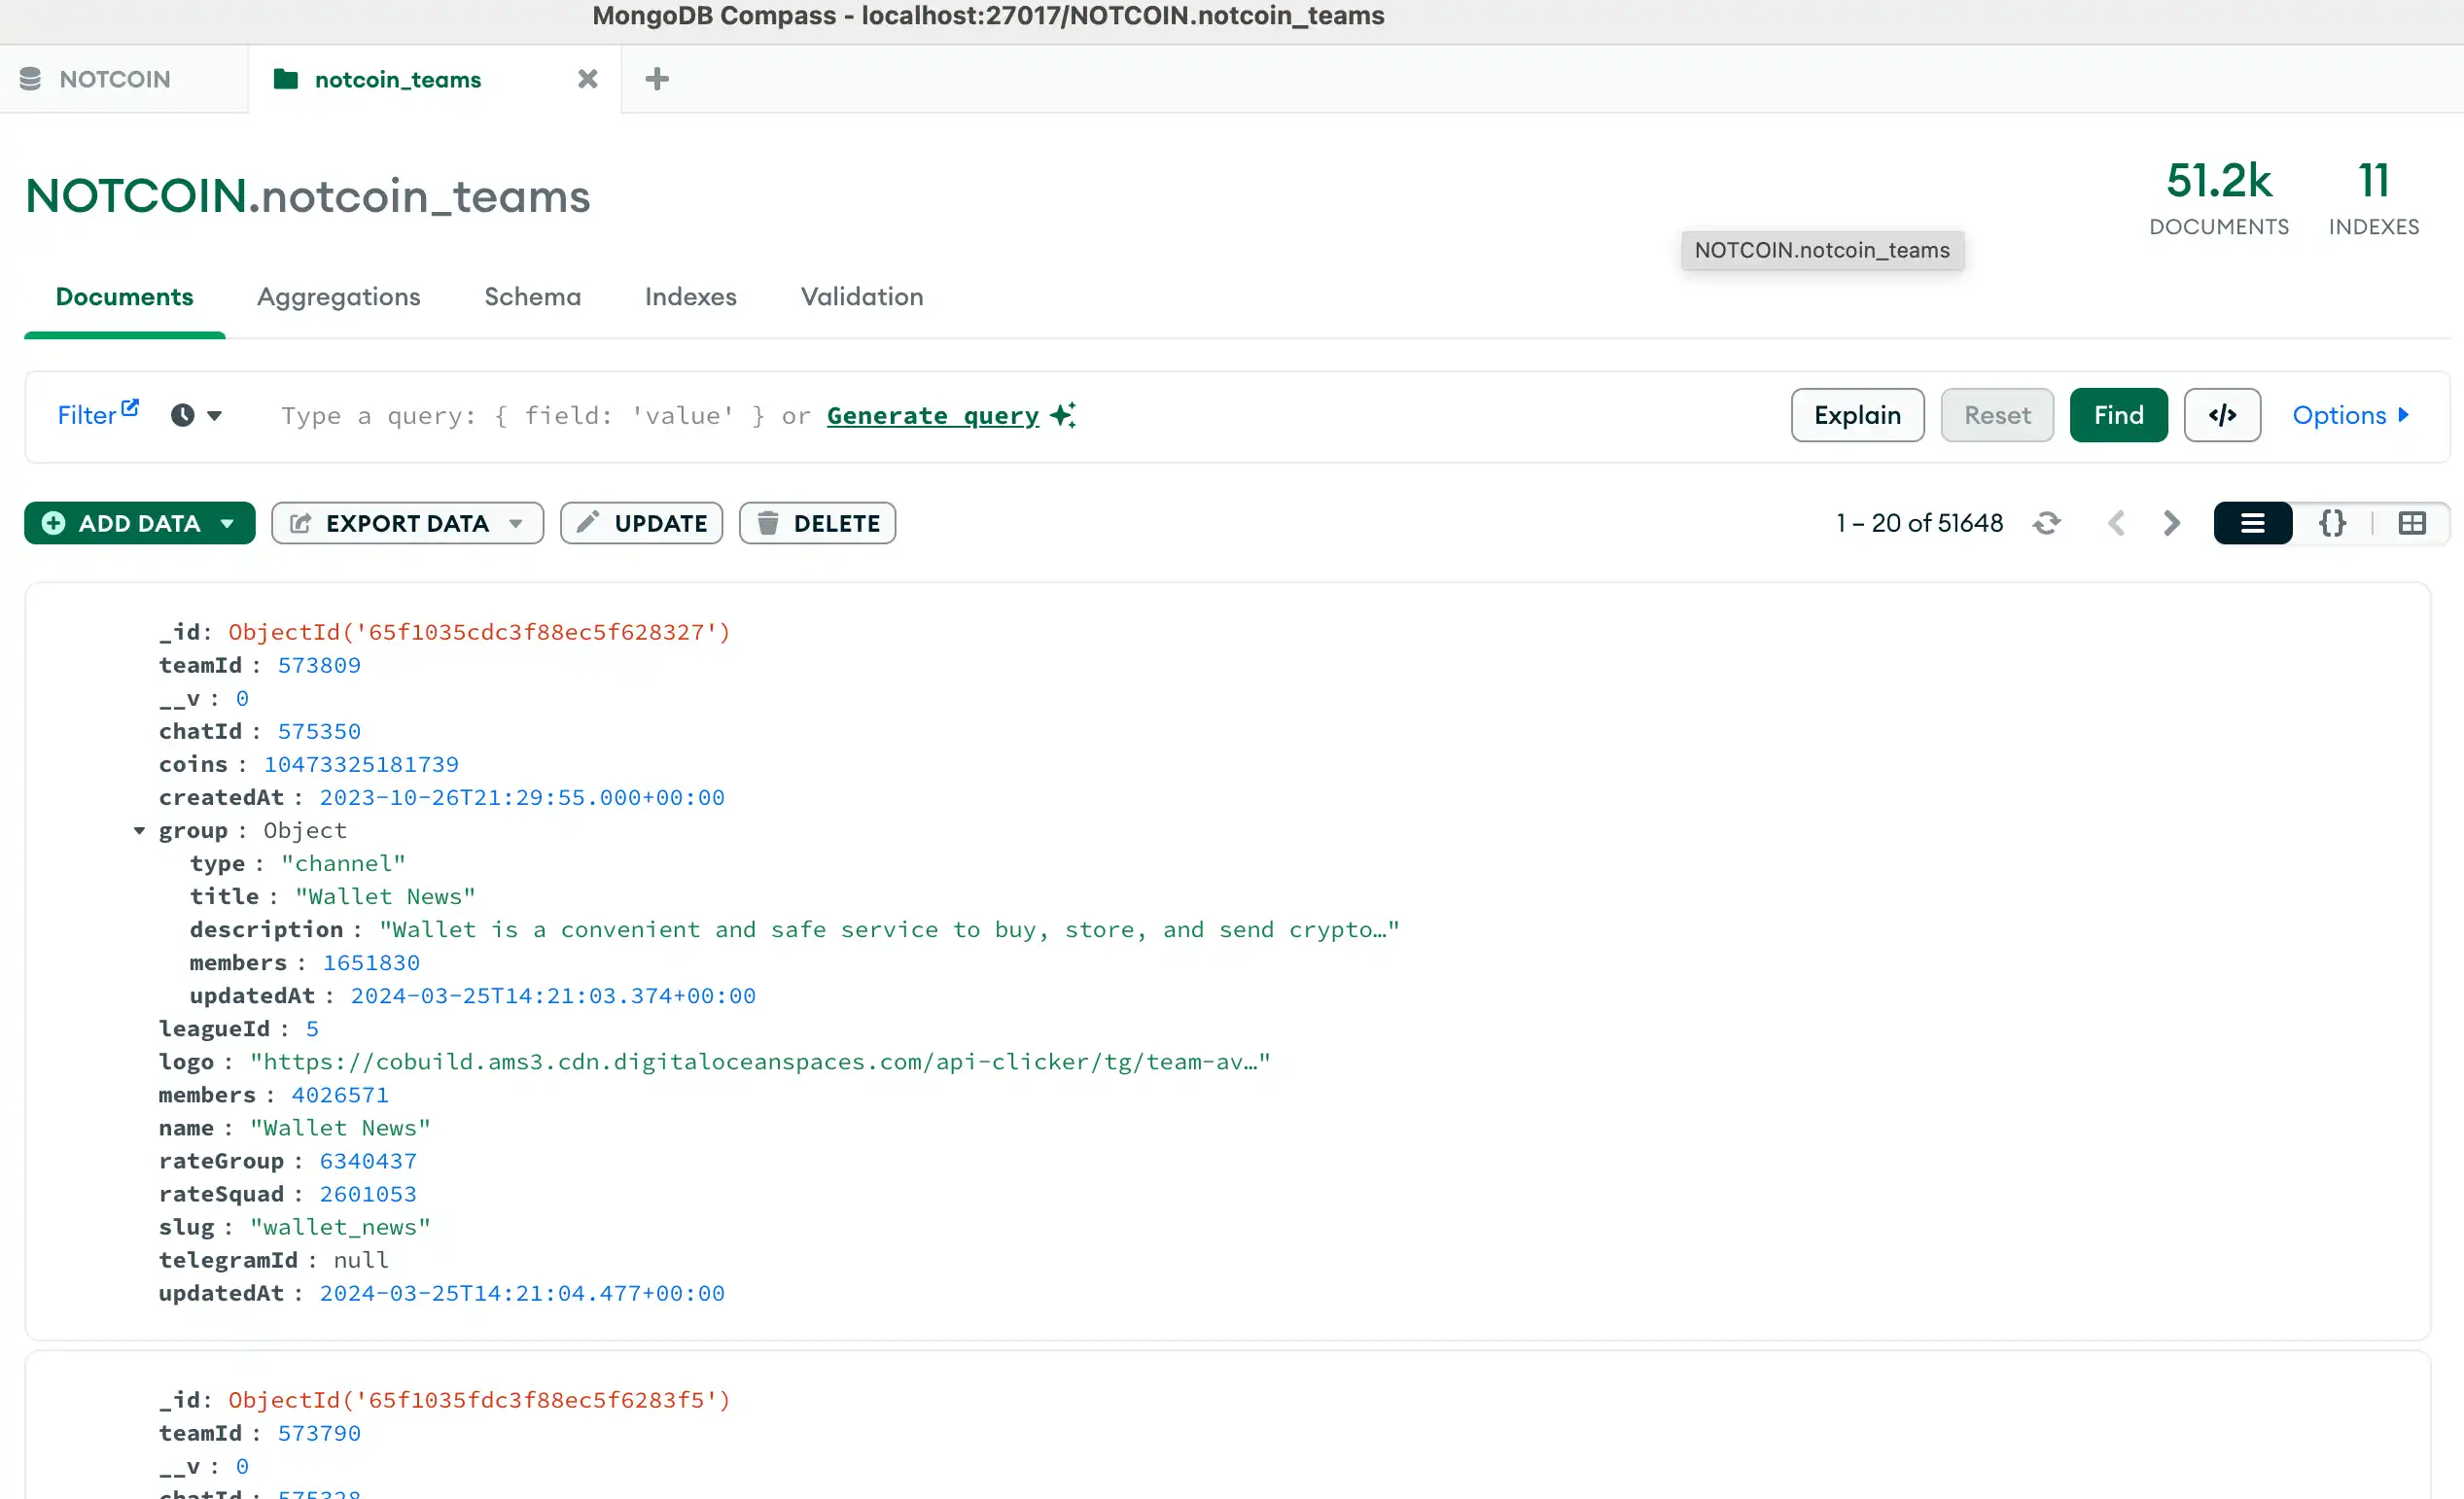 MongoDB Compass - localhost:27017/NOTCOIN.notcoin_teams
NOTCOIN
notcoin_teams
NOTCOIN.notcoin_teams
51.2k
DOCUMENTS
11
INDEXES
NOTCOIN.notcoin_teams
Documents Aggregations Schema Indexes Validation
Filter Type a query: { field: 'value' } or Generate query Explain Reset Find </> Options
ADD DATA EXPORT DATA UPDATE DELETE 1 – 20 of 51648 {}
_id: ObjectId('65f1035cdc3f88ec5f628327')
teamId : 573809
__v : 0
chatId : 575350
coins : 10473325181739
createdAt : 2023-10-26T21:29:55.000+00:00
group : Object
type : "channel"
title : "Wallet News"
description : "Wallet is a convenient and safe service to buy, store, and send crypto…"
members : 1651830
updatedAt : 2024-03-25T14:21:03.374+00:00
leagueId : 5
logo : "https://cobuild.ams3.cdn.digitaloceanspaces.com/api-clicker/tg/team-av…"
members : 4026571
name : "Wallet News"
rateGroup : 6340437
rateSquad : 2601053
slug : "wallet_news"
telegramId : null
updatedAt : 2024-03-25T14:21:04.477+00:00
_id: ObjectId('65f1035fdc3f88ec5f6283f5')
teamId : 573790
__v : 0
chatId : 575328